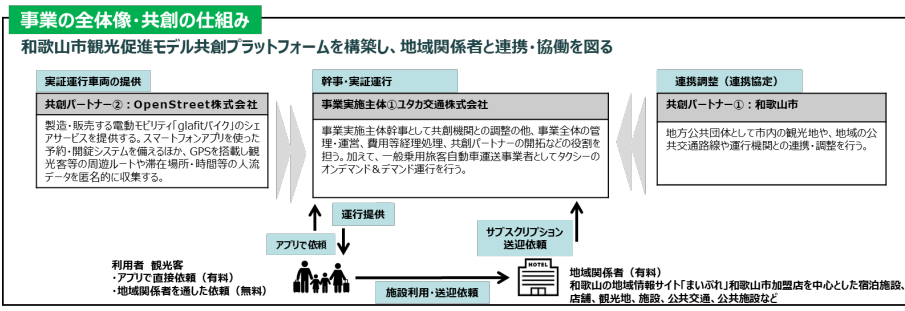 事業の全体像・共創の仕組み
和歌山市観光促進モデル共創プラットフォームを構築し、地域関係者と連携・協働を図る
実証運行車両の提供
共創パートナー②：OpenStreet株式会社
製造・販売する電動モビリティ「glafitバイク」のシェ
アサービスを提供する。スマートフォンアプリを使った
予約・開錠システムを備えるほか、GPSを搭載し観
光客等の周遊ルートや滞在場所・時間等の人流
データを匿名的に収集する。
幹事・実証運行
事業実施主体①ユタカ交通株式会社
事業実施主体幹事として共創機関との調整の他、事業全体の管
理・運営、費用等経理処理、共創パートナーの開拓などの役割を
担う。加えて、一般乗用旅客自動車運送事業者としてタクシーの
オンデマンド＆デマンド運行を行う。
連携調整（連携協定）
共創パートナー①：和歌山市
地方公共団体として市内の観光地や、地域の公
共交通路線や運行機関との連携・調整を行う。
アプリで依頼
運行提供
サブスクリプション
送迎依頼
利用者 観光客
・アプリで直接依頼（有料）
・地域関係者を通した依頼（無料）
施設利用・送迎依頼
HOTEL
地域関係者（有料）
和歌山の地域情報サイト「まいぷれ」和歌山市加盟店を中心とした宿泊施設、
店舗、観光地、施設、公共交通、公共施設など